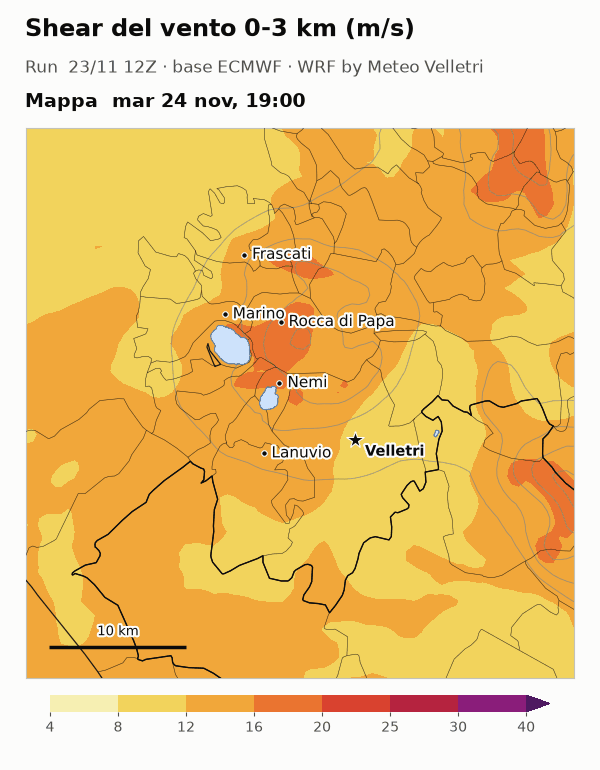 Shear del vento 0-3 km (m/s)
Run  23/11 12Z · base ECMWF · WRF by Meteo Velletri
Mappa  mar 24 nov, 19:00
Frascati
Marino
Rocca di Papa
Nemi
Velletri
Lanuvio
10 km
4 8 12 16 20 25 30 40